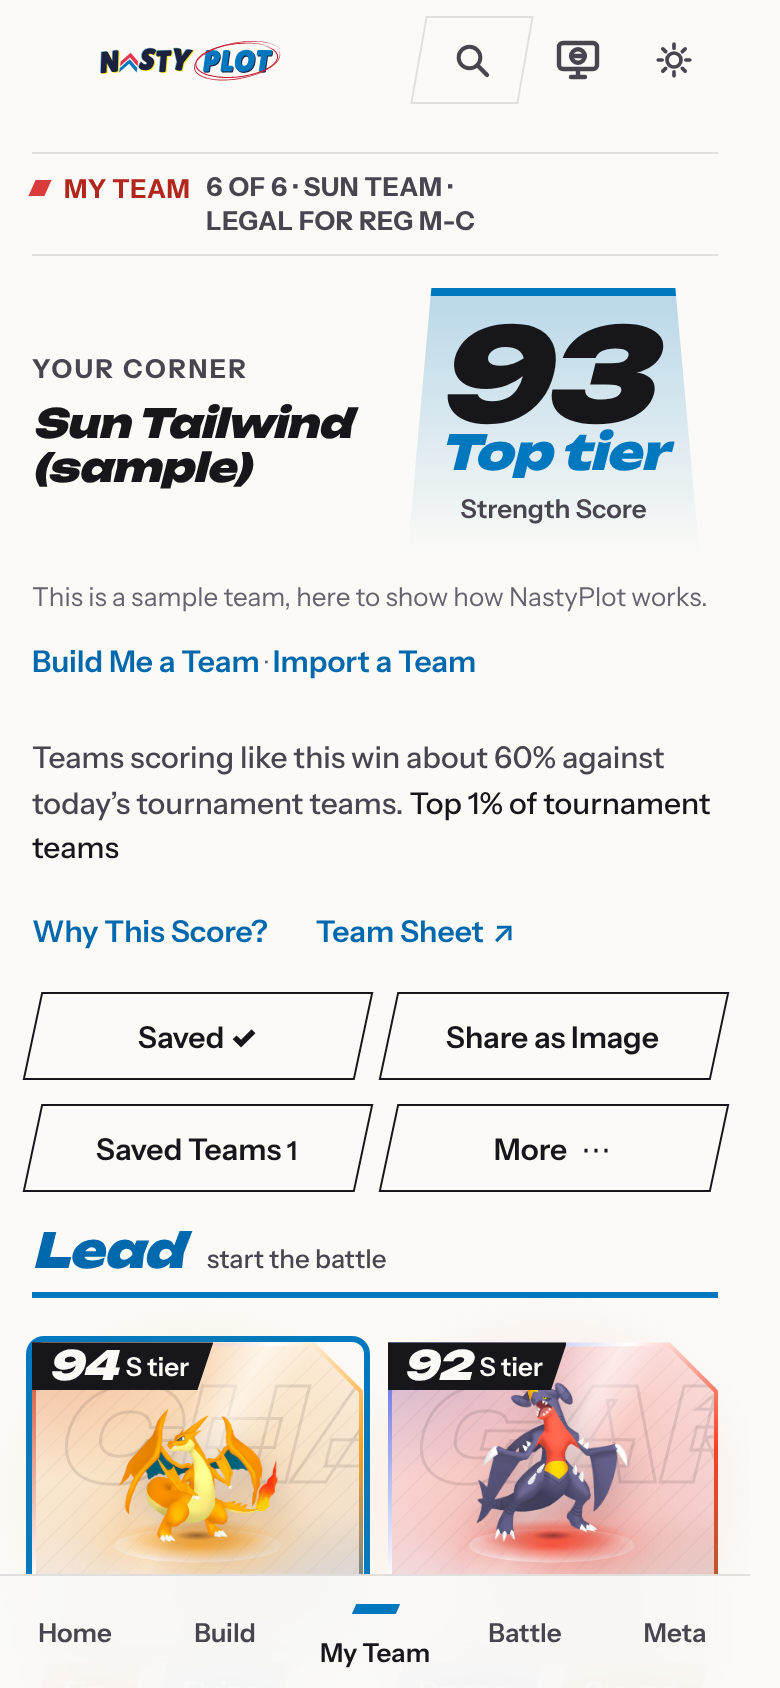 NASTY PLOT
MY TEAM
6 OF 6 · SUN TEAM ·
LEGAL FOR REG M-C
YOUR CORNER
Sun Tailwind
(sample)
93
Top tier
Strength Score
This is a sample team, here to show how NastyPlot works.
Build Me a Team · Import a Team
Teams scoring like this win about 60% against
today’s tournament teams. Top 1% of tournament
teams
Why This Score?
Team Sheet ↗
Saved ✔
Share as Image
Saved Teams 1
More ···
Lead start the battle
94 S tier
92 S tier
CHA
GAR
Home
Build
My Team
Battle
Meta